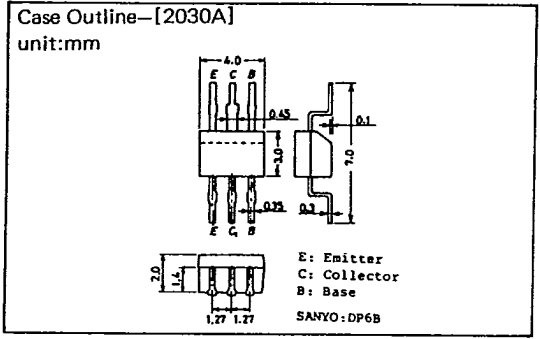 Case Outline—[2030A]
unit:mm
4.0
E C B
0.45
0.1
3.0
7.0
0.35
0.3
E C B
2.0
1.4
1.27 1.27
E: Emitter
C: Collector
B: Base
SANYO:DP6B